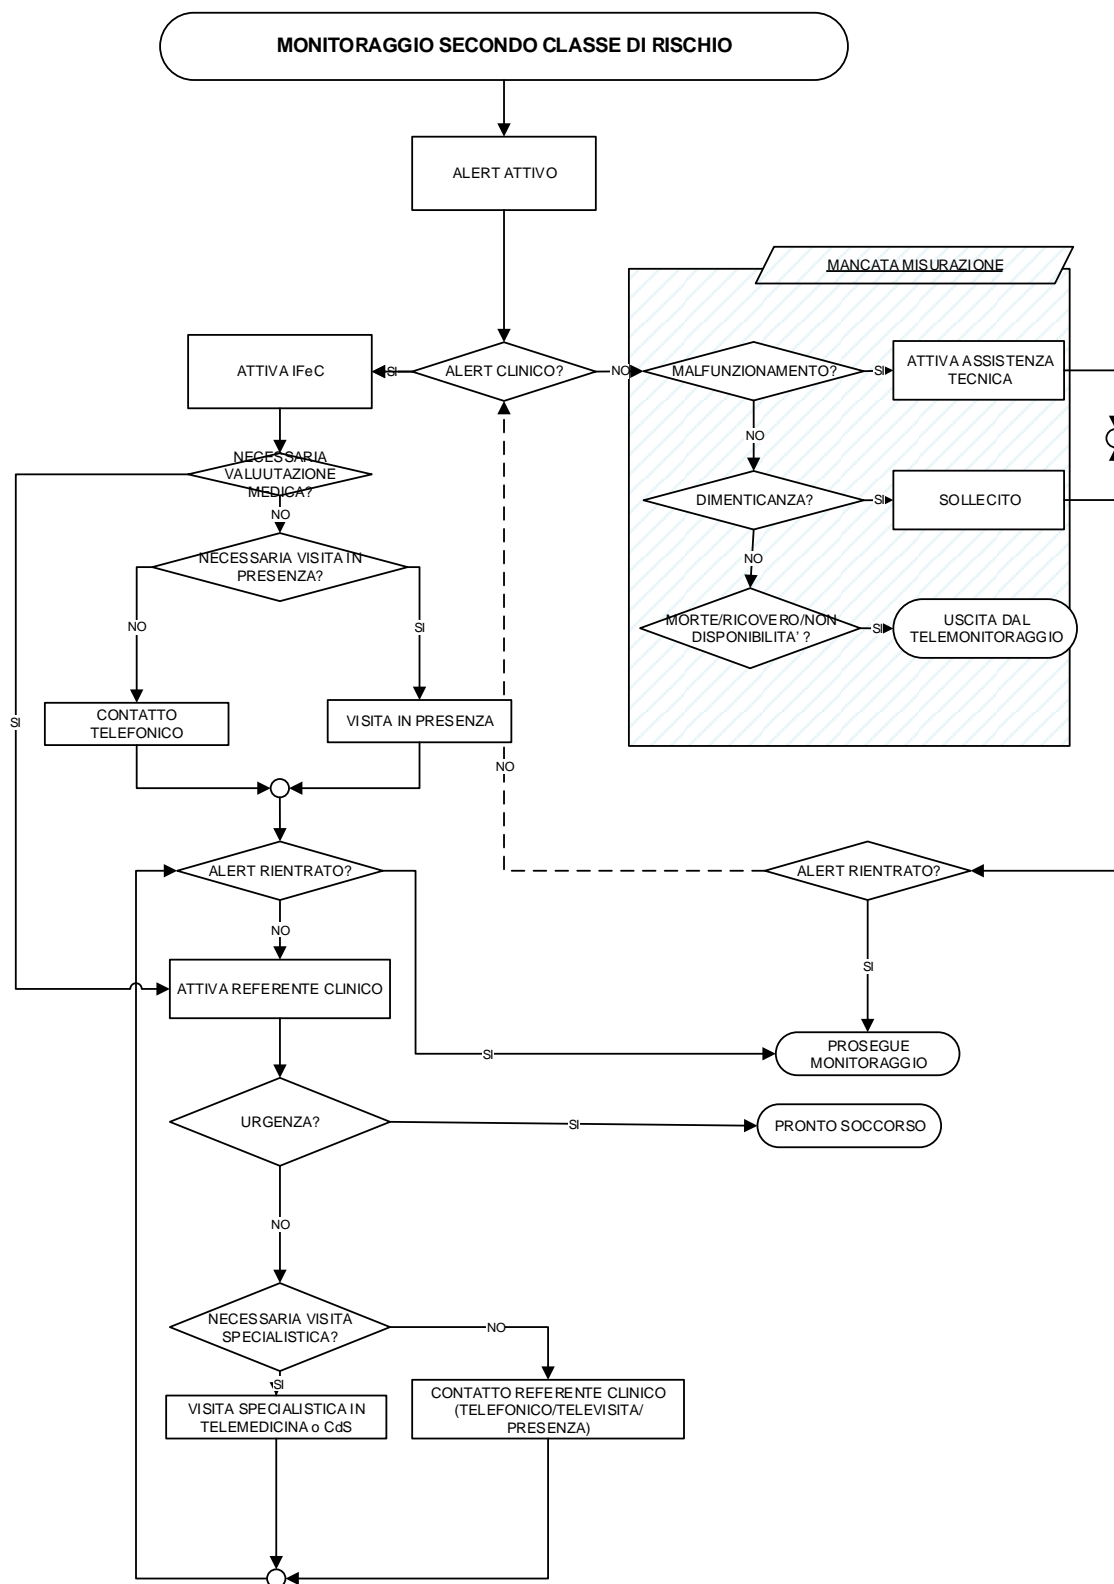 MONITORAGGIO SECONDO CLASSE DI RISCHIO
ALERT ATTIVO
MANCATA MISURAZIONE
ATTIVA IFeC
SI
ALERT CLINICO?
NO
MALFUNZIONAMENTO?
SI
ATTIVA ASSISTENZA
TECNICA
NO
NECESSARIA
VALUUTAZIONE
MEDICA?
DIMENTICANZA?
SI
SOLLECITO
NO
NO
NECESSARIA VISITA IN
PRESENZA?
MORTE/RICOVERO/NON
DISPONIBILITA' ?
SI
USCITA DAL
TELEMONITORAGGIO
NO
SI
SI
CONTATTO
TELEFONICO
VISITA IN PRESENZA
NO
ALERT RIENTRATO?
ALERT RIENTRATO?
NO
SI
ATTIVA REFERENTE CLINICO
SI
PROSEGUE
MONITORAGGIO
URGENZA?
SI
PRONTO SOCCORSO
NO
NECESSARIA VISITA
SPECIALISTICA?
NO
SI
VISITA SPECIALISTICA IN
TELEMEDICINA o CdS
CONTATTO REFERENTE CLINICO
(TELEFONICO/TELEVISITA/
PRESENZA)